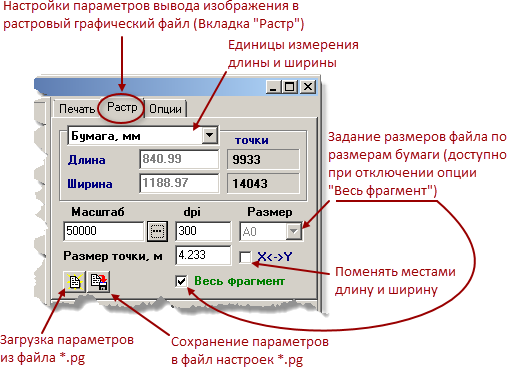 Настройки параметров вывода изображения в
растровый графический файл (Вкладка "Растр")
Единицы измерения
длины и ширины
Печать Растр Опции
Бумага, мм точки
Длина 840.99 9933
Ширина 1188.97 14043
Задание размеров файла по
размерам бумаги (доступно
при отключении опции
"Весь фрагмент")
Масштаб dpi Размер
50000 ... 300 A0
Размер точки, м 4.233 X<->Y
Весь фрагмент
Поменять местами
длину и ширину
Загрузка параметров
из файла *.pg
Сохранение параметров
в файл настроек *.pg